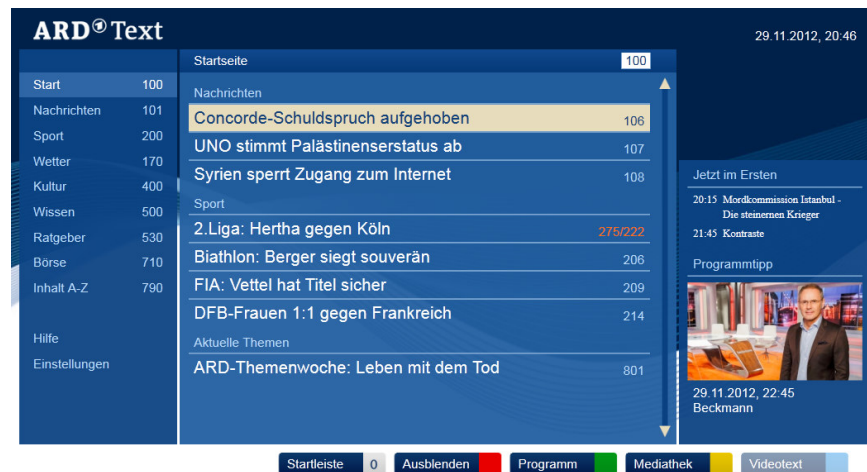 ARD Text
29.11.2012, 20:46
Startseite 100
Start 100
Nachrichten 101
Sport 200
Wetter 170
Kultur 400
Wissen 500
Ratgeber 530
Börse 710
Inhalt A-Z 790
Hilfe
Einstellungen
Nachrichten
Concorde-Schuldspruch aufgehoben 106
UNO stimmt Palästinenserstatus ab 107
Syrien sperrt Zugang zum Internet 108
Sport
2.Liga: Hertha gegen Köln 275/222
Biathlon: Berger siegt souverän 206
FIA: Vettel hat Titel sicher 209
DFB-Frauen 1:1 gegen Frankreich 214
Aktuelle Themen
ARD-Themenwoche: Leben mit dem Tod 801
Jetzt im Ersten
20:15 Mordkommission Istanbul -
Die steinernen Krieger
21:45 Kontraste
Programmtipp
29.11.2012, 22:45
Beckmann
Startleiste 0 Ausblenden Programm Mediathek Videotext